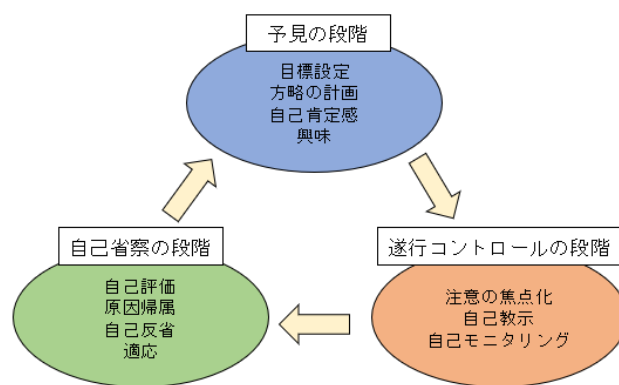 予見の段階
目標設定
方略の計画
自己肯定感
興味
自己省察の段階
自己評価
原因帰属
自己反省
適応
遂行コントロールの段階
注意の焦点化
自己教示
自己モニタリング